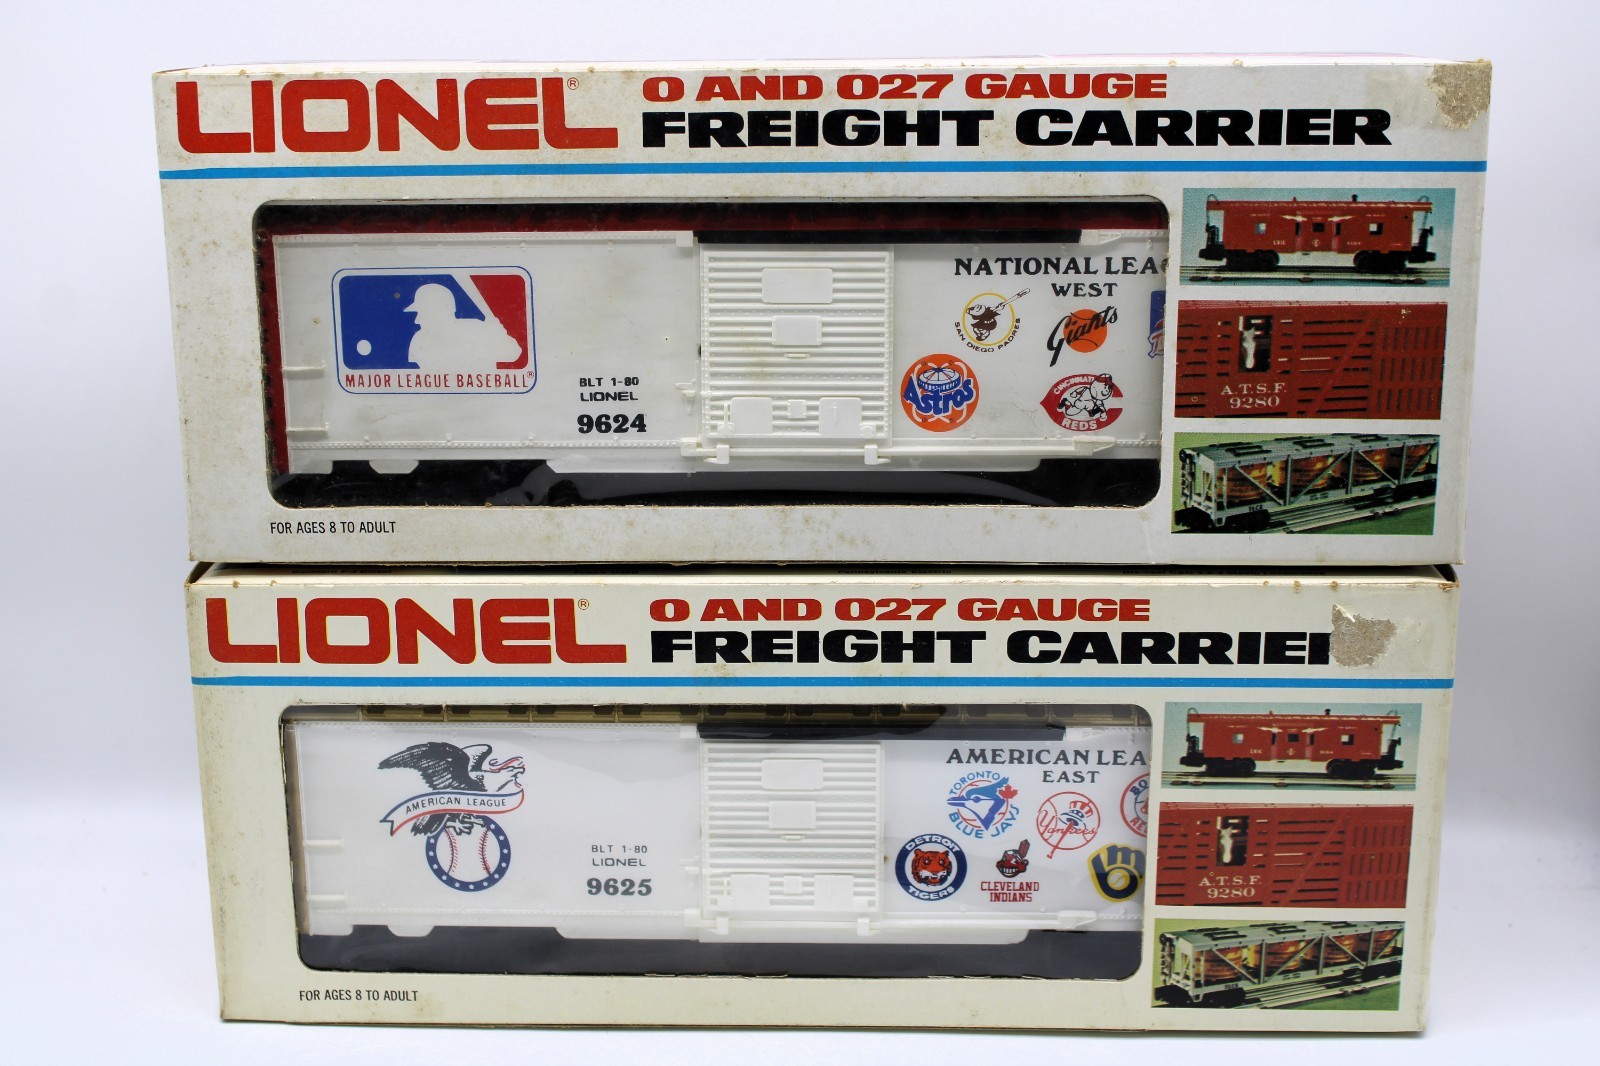 LIONEL®
O AND O27 GAUGE
FREIGHT CARRIER
MAJOR LEAGUE BASEBALL®
BLT 1-80
LIONEL
9624
NATIONAL LEAG
WEST
SAN DIEGO PADRES
Giants
Astros
CINCINNATI
REDS
A.T.S.F.
9280
FOR AGES 8 TO ADULT
LIONEL®
O AND O27 GAUGE
FREIGHT CARRIER
AMERICAN LEAGUE
BLT 1-80
LIONEL
9625
AMERICAN LEA
EAST
TORONTO
BLUE JAYS
Yankees
BO
RE
DETROIT
TIGERS
CLEVELAND
INDIANS
A.T.S.F.
9280
FOR AGES 8 TO ADULT